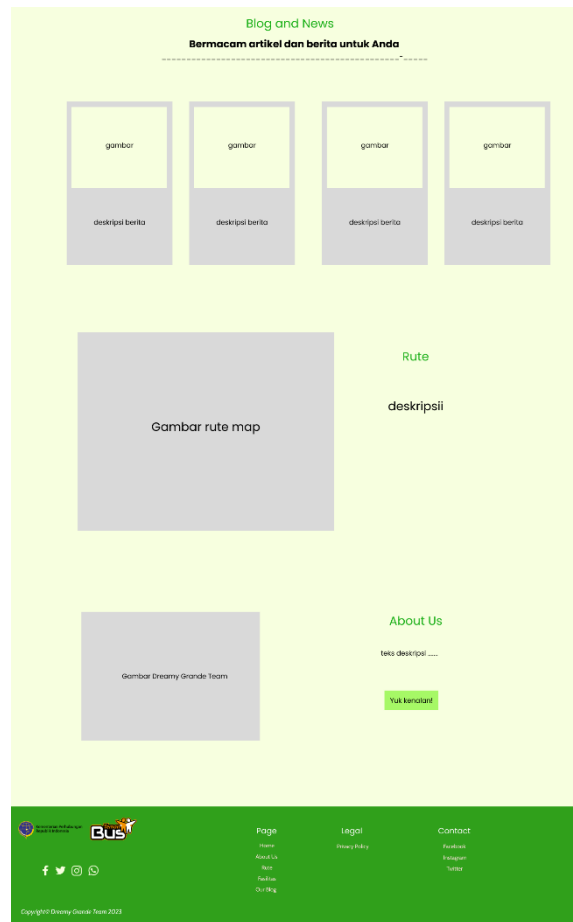 Blog and News
Bermacam artikel dan berita untuk Anda
gambar
gambar
gambar
gambar
deskripsi berita
deskripsi berita
deskripsi berita
deskripsi berita
Gambar rute map
Rute
deskripsii
Gambar Dreamy Grande Team
About Us
teks deskripsi ......
Yuk kenalan!
BUS
Page
Home
About Us
Rute
Our Blog
Legal
Privacy Policy
Contact
Facebook
Instagram
Twitter
Copyright© Dreamy Grande Team 2023